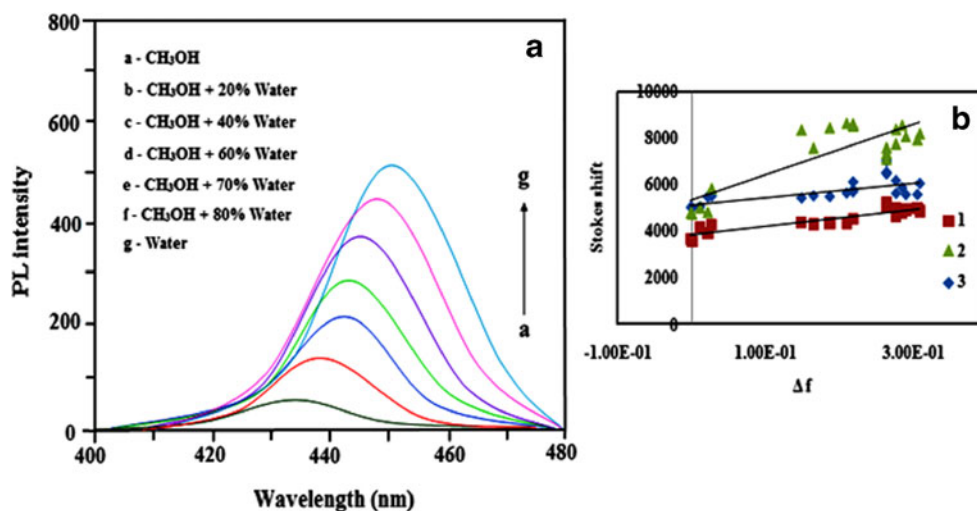 a
800
600
400
200
0
PL intensity
a - CH₃OH
b - CH₃OH + 20% Water
c - CH₃OH + 40% Water
d - CH₃OH + 60% Water
e - CH₃OH + 70% Water
f - CH₃OH + 80% Water
g - Water
g
a
400 420 440 460 480
Wavelength (nm)
b
10000
8000
6000
4000
2000
0
Stokes shift
1
2
3
-1.00E-01 1.00E-01 3.00E-01
Δf